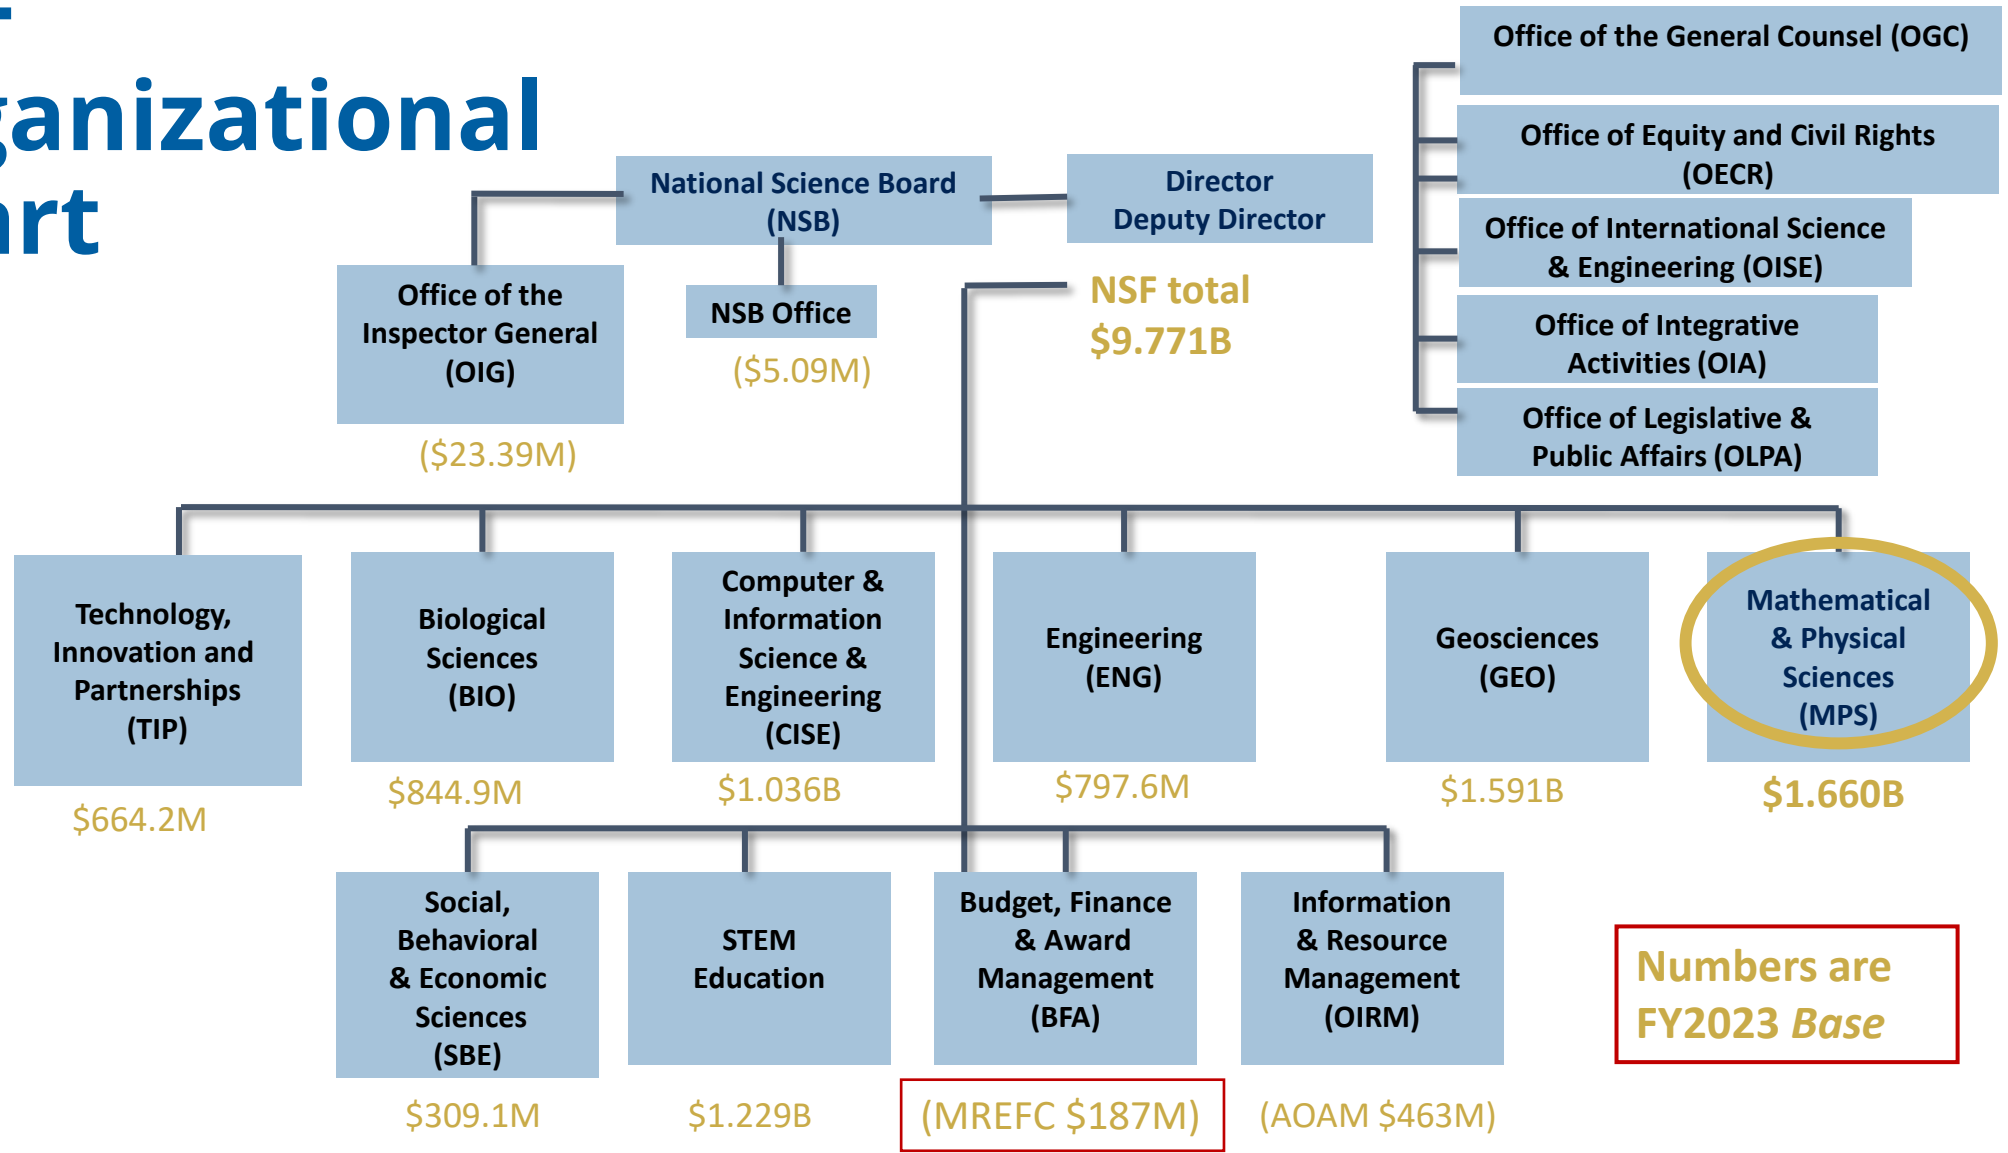 ganizational
art
Office of the General Counsel (OGC)
Office of Equity and Civil Rights
(OECR)
Office of International Science
& Engineering (OISE)
Office of Integrative
Activities (OIA)
Office of Legislative &
Public Affairs (OLPA)
National Science Board
(NSB)
Director
Deputy Director
Office of the
Inspector General
(OIG)
($23.39M)
NSB Office
($5.09M)
NSF total
$9.771B
Technology,
Innovation and
Partnerships
(TIP)
$664.2M
Biological
Sciences
(BIO)
$844.9M
Computer &
Information
Science &
Engineering
(CISE)
$1.036B
Engineering
(ENG)
$797.6M
Geosciences
(GEO)
$1.591B
Mathematical
& Physical
Sciences
(MPS)
$1.660B
Social,
Behavioral
& Economic
Sciences
(SBE)
$309.1M
STEM
Education
$1.229B
Budget, Finance
& Award
Management
(BFA)
(MREFC $187M)
Information
& Resource
Management
(OIRM)
(AOAM $463M)
Numbers are
FY2023 Base